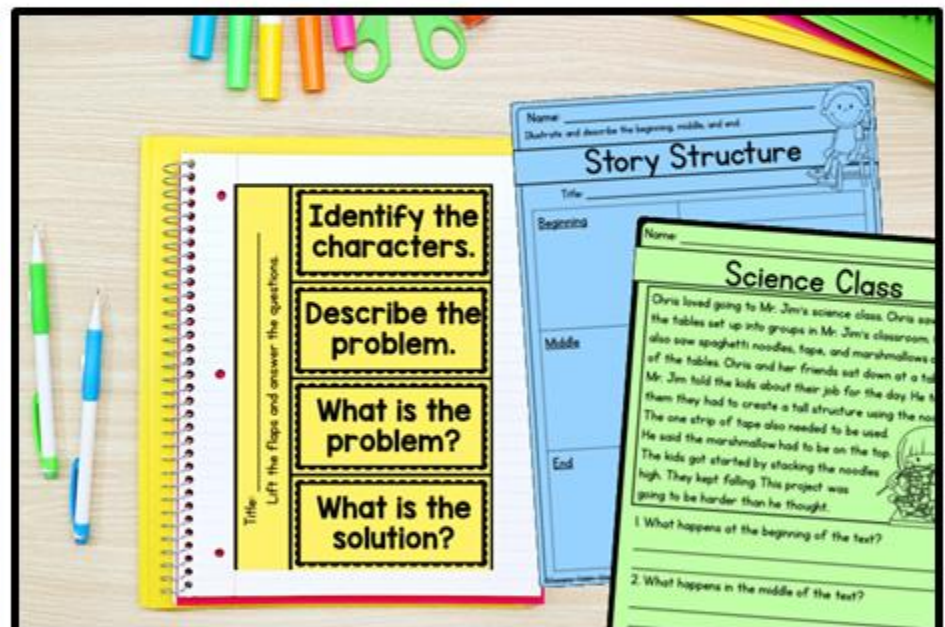 Title:
Lift the flaps and answer the questions.
Identify the
characters.
Describe the
problem.
What is the
problem?
What is the
solution?
Name:
Illustrate and describe the beginning, middle, and end.
Story Structure
Title:
Beginning
Middle
End
Name:
Science Class
Chris loved going to Mr. Jim's science class. Chris saw
the tables set up into groups in Mr. Jim's classroom.
also saw spaghetti noodles, tape, and marshmallows
of the tables. Chris and her friends sat down at a
Mr. Jim told the kids about their job for the day. He
them they had to create a tall structure using the
The one strip of tape also needed to be used.
He said the marshmallow had to be on the top.
The kids got started by stacking the noodles
high. They kept falling. This project was
going to be harder than he thought.
1. What happens at the beginning of the text?
2. What happens in the middle of the text?